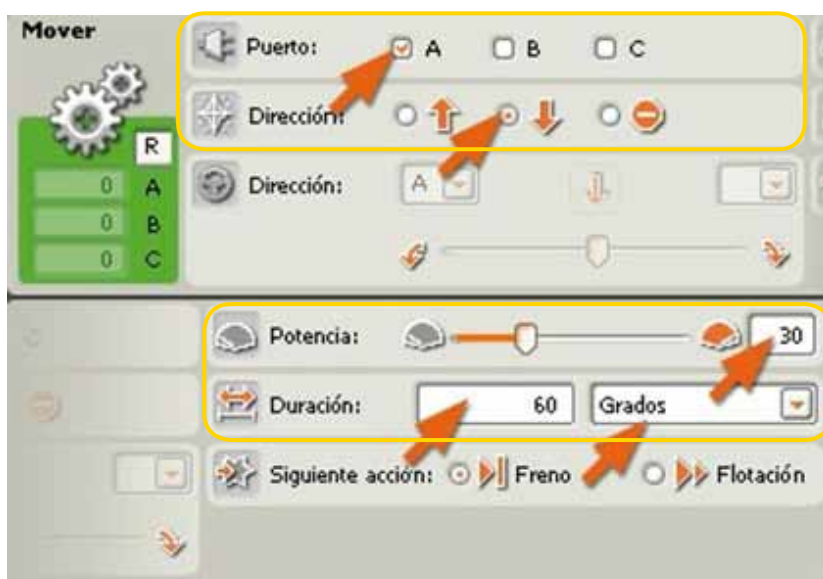 Mover
Puerto: A B C
Dirección:
R
0 A
0 B
0 C
Dirección: A
Potencia: 30
Duración: 60 Grados
Siguiente acción: Freno Flotación